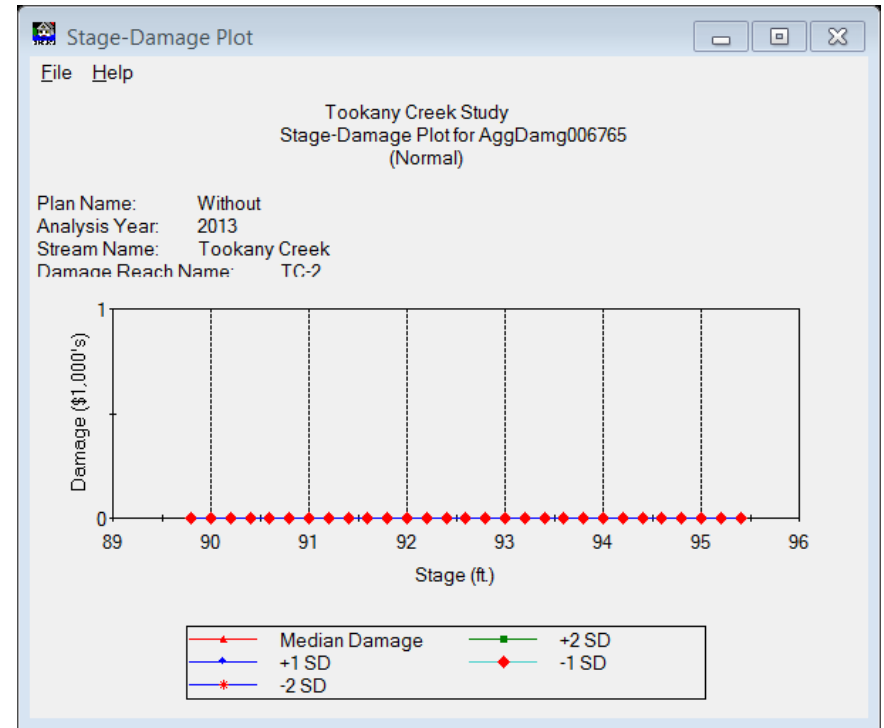 Stage-Damage Plot
File Help
Tookany Creek Study
Stage-Damage Plot for AggDamg006765
(Normal)
Plan Name: Without
Analysis Year: 2013
Stream Name: Tookany Creek
Damage Reach Name: TC-2
1
Damage ($1,000's)
0
89 90 91 92 93 94 95 96
Stage (ft.)
Median Damage +2 SD
+1 SD -1 SD
-2 SD